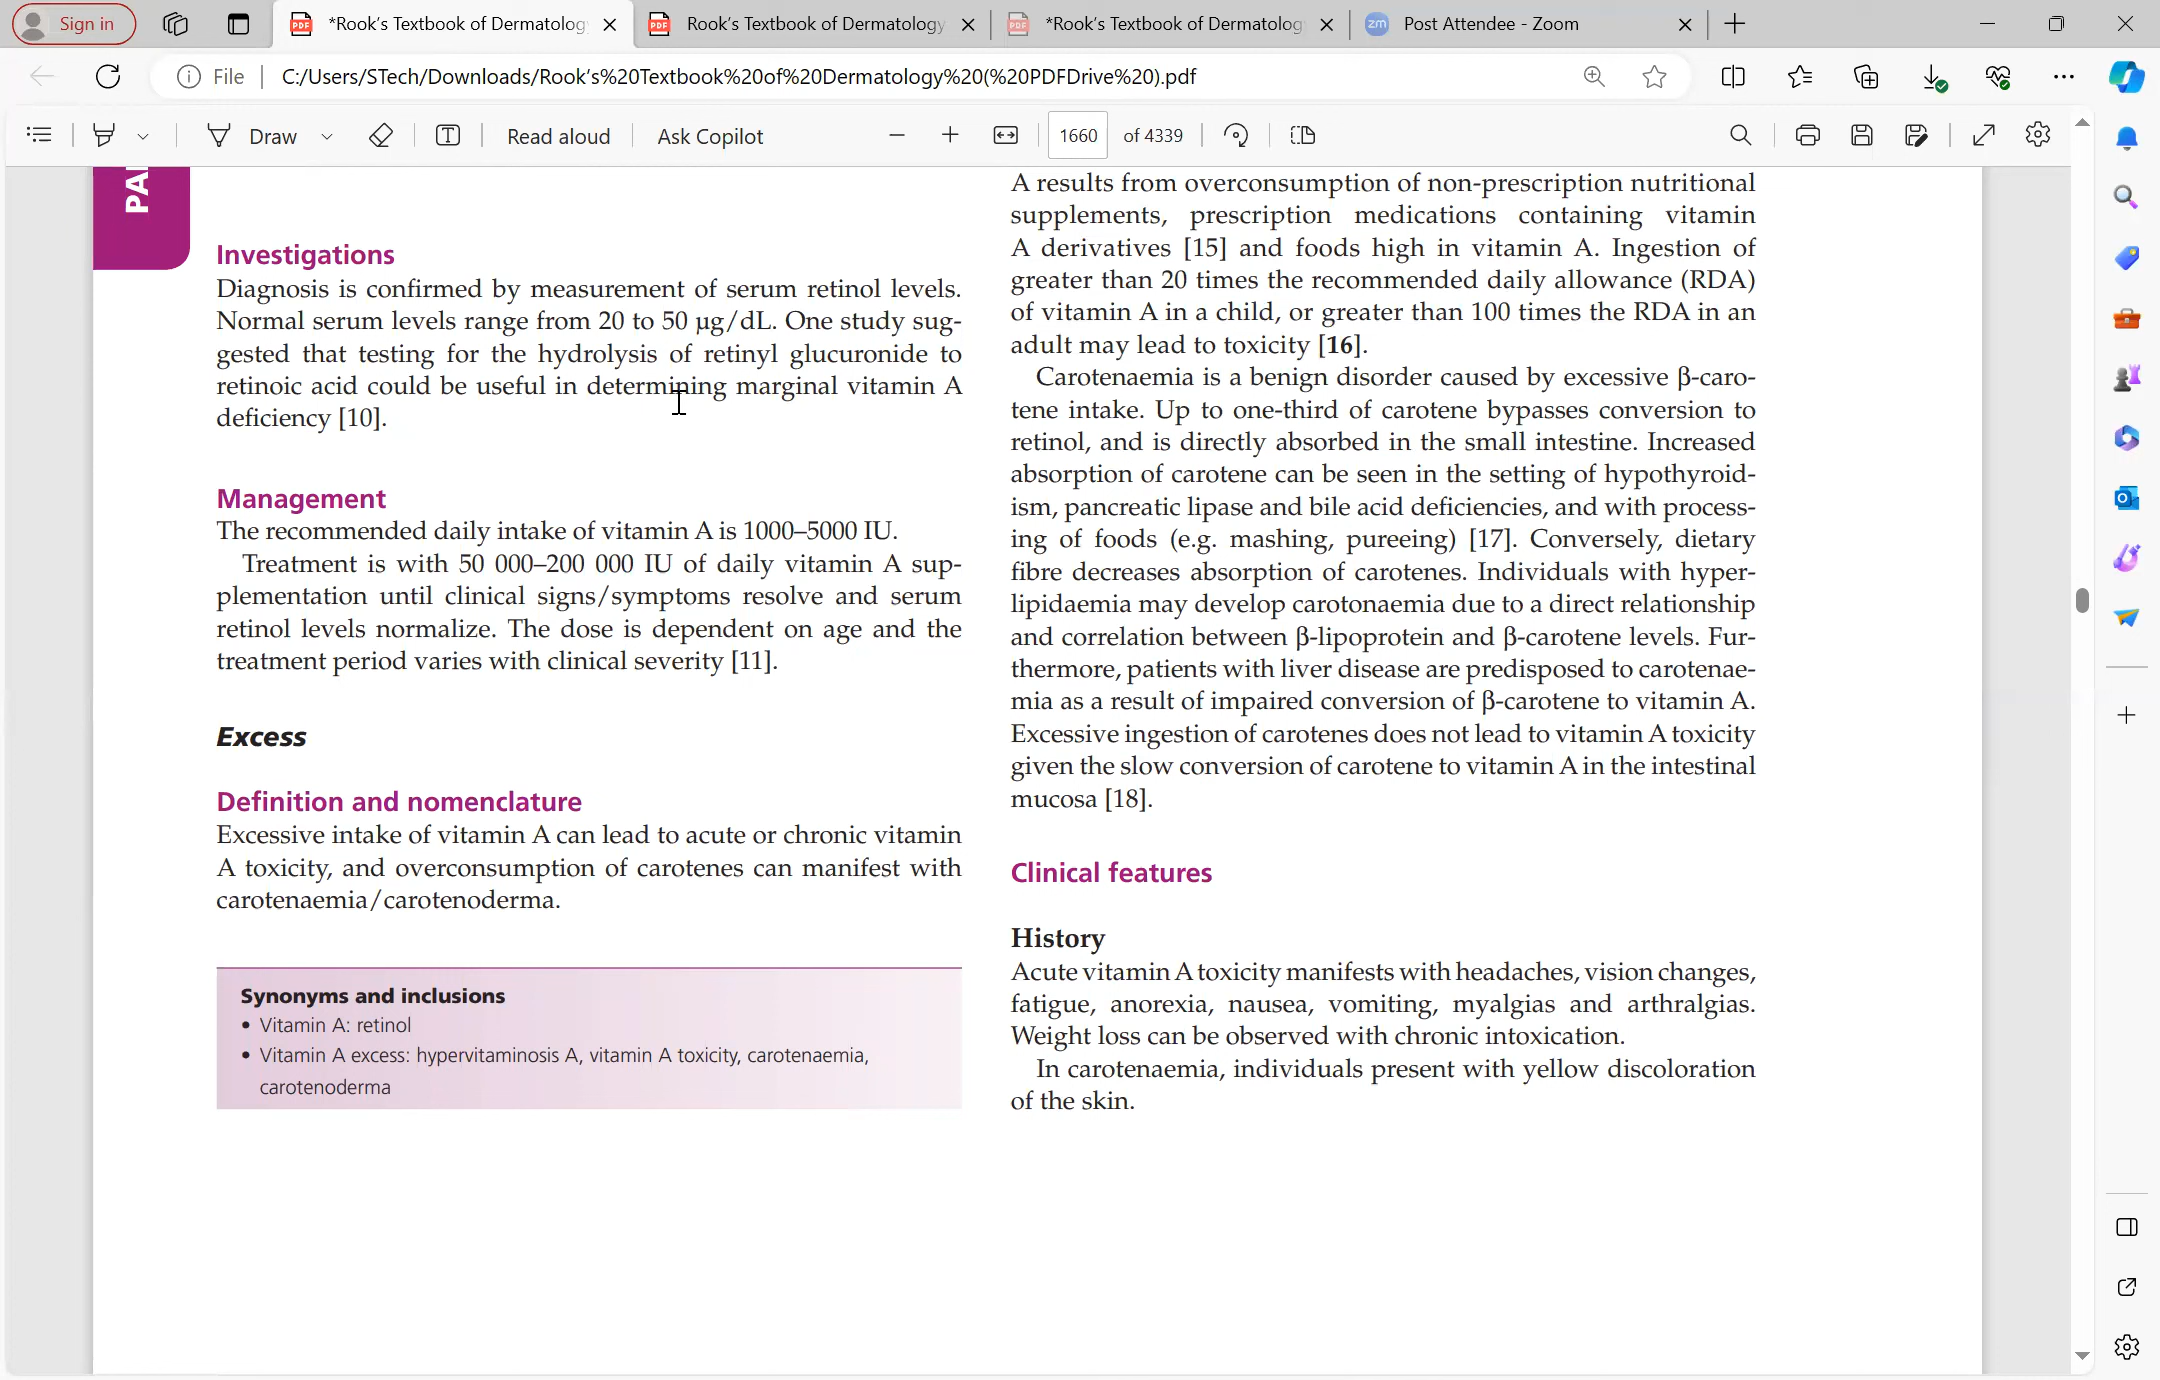 Sign in
*Rook's Textbook of Dermatolog
Rook's Textbook of Dermatology
*Rook's Textbook of Dermatolog
zm
Post Attendee - Zoom
File
C:/Users/STech/Downloads/Rook's%20Textbook%20of%20Dermatology%20(%20PDFDrive%20).pdf
Draw
Read aloud
Ask Copilot
1660 of 4339
PA
Investigations
Diagnosis is confirmed by measurement of serum retinol levels.
Normal serum levels range from 20 to 50 μg/dL. One study sug-
gested that testing for the hydrolysis of retinyl glucuronide to
retinoic acid could be useful in determining marginal vitamin A
deficiency [10].
Management
The recommended daily intake of vitamin A is 1000–5000 IU.
Treatment is with 50 000–200 000 IU of daily vitamin A sup-
plementation until clinical signs/symptoms resolve and serum
retinol levels normalize. The dose is dependent on age and the
treatment period varies with clinical severity [11].
Excess
Definition and nomenclature
Excessive intake of vitamin A can lead to acute or chronic vitamin
A toxicity, and overconsumption of carotenes can manifest with
carotenaemia/carotenoderma.
Synonyms and inclusions
• Vitamin A: retinol
• Vitamin A excess: hypervitaminosis A, vitamin A toxicity, carotenaemia,
carotenoderma
A results from overconsumption of non-prescription nutritional
supplements, prescription medications containing vitamin
A derivatives [15] and foods high in vitamin A. Ingestion of
greater than 20 times the recommended daily allowance (RDA)
of vitamin A in a child, or greater than 100 times the RDA in an
adult may lead to toxicity [16].
Carotenaemia is a benign disorder caused by excessive β-caro-
tene intake. Up to one-third of carotene bypasses conversion to
retinol, and is directly absorbed in the small intestine. Increased
absorption of carotene can be seen in the setting of hypothyroid-
ism, pancreatic lipase and bile acid deficiencies, and with process-
ing of foods (e.g. mashing, pureeing) [17]. Conversely, dietary
fibre decreases absorption of carotenes. Individuals with hyper-
lipidaemia may develop carotonaemia due to a direct relationship
and correlation between β-lipoprotein and β-carotene levels. Fur-
thermore, patients with liver disease are predisposed to carotenae-
mia as a result of impaired conversion of β-carotene to vitamin A.
Excessive ingestion of carotenes does not lead to vitamin A toxicity
given the slow conversion of carotene to vitamin A in the intestinal
mucosa [18].
Clinical features
History
Acute vitamin A toxicity manifests with headaches, vision changes,
fatigue, anorexia, nausea, vomiting, myalgias and arthralgias.
Weight loss can be observed with chronic intoxication.
In carotenaemia, individuals present with yellow discoloration
of the skin.